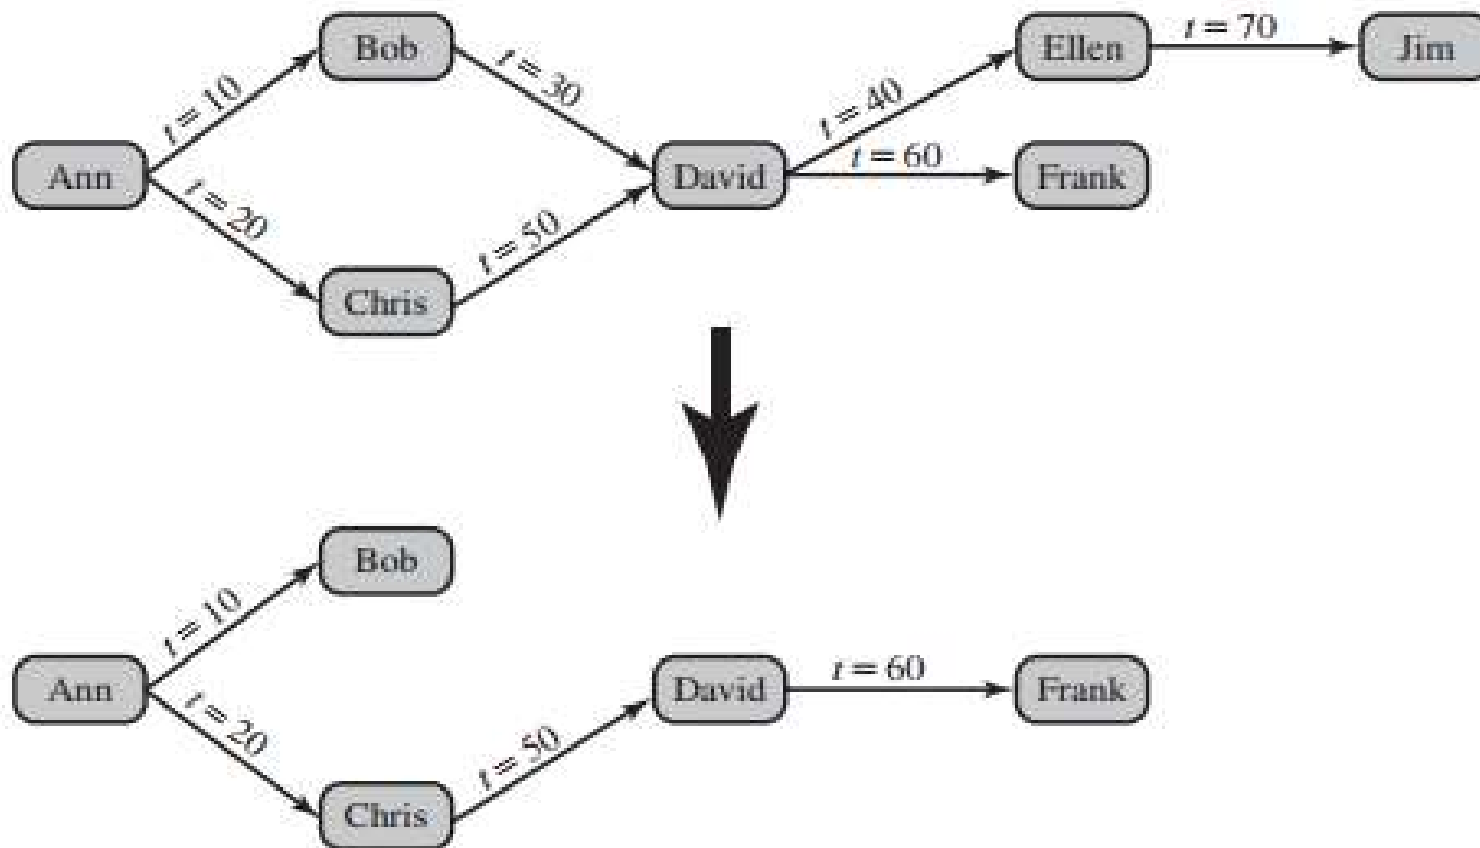 Bob
Ellen
t = 70
Jim
t = 10
t = 30
t = 40
Ann
David
t = 60
Frank
t = 20
t = 50
Chris
Bob
t = 10
Ann
David
t = 60
Frank
t = 20
t = 50
Chris